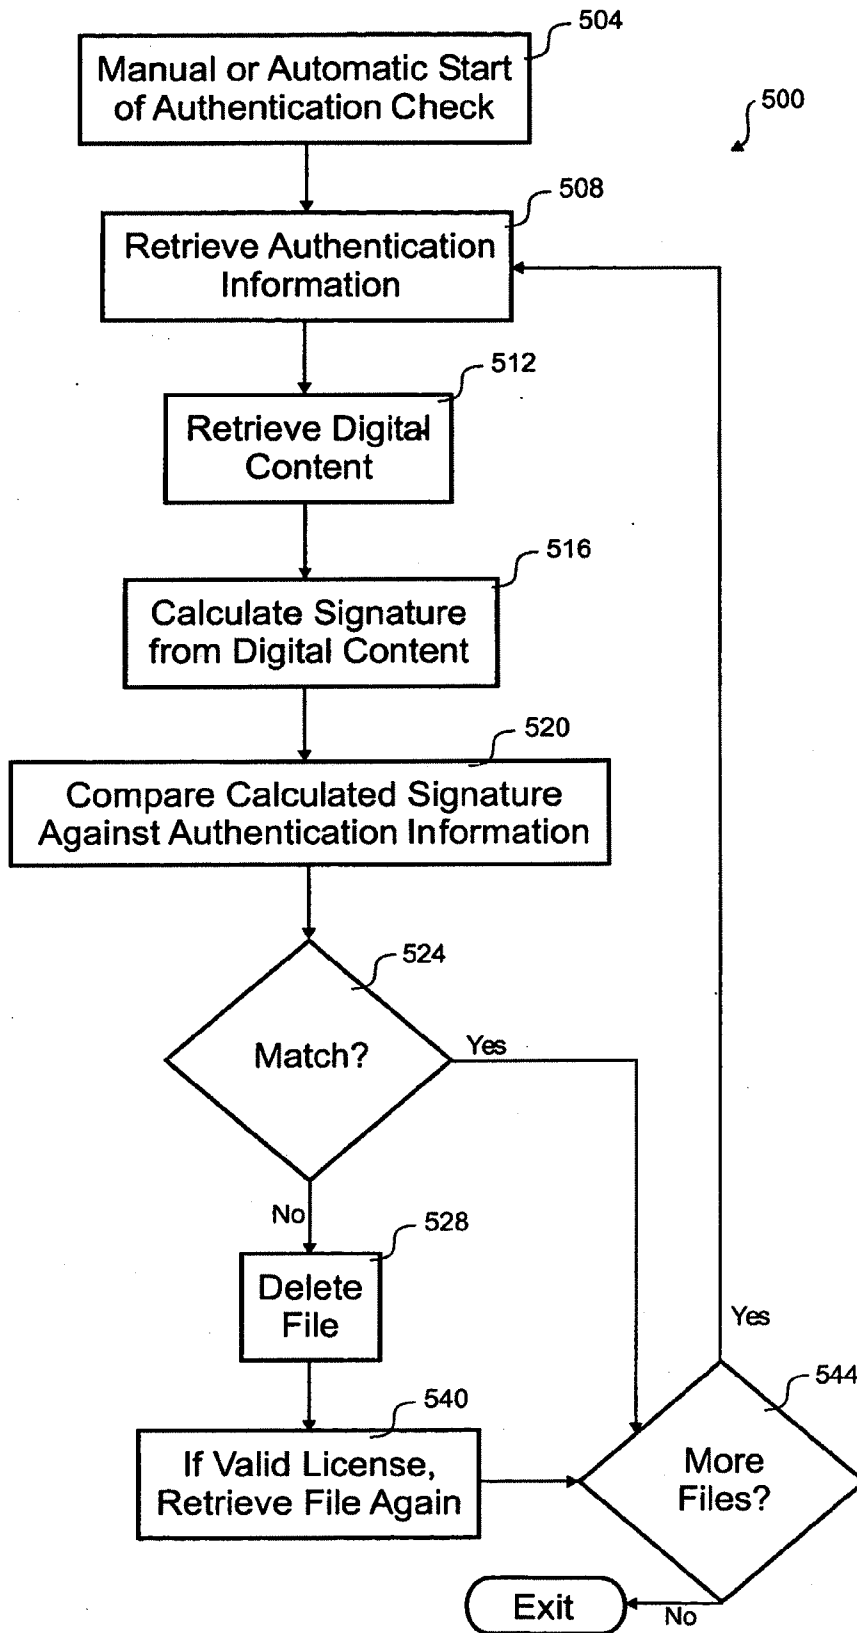 504
Manual or Automatic Start
of Authentication Check
500
508
Retrieve Authentication
Information
512
Retrieve Digital
Content
516
Calculate Signature
from Digital Content
520
Compare Calculated Signature
Against Authentication Information
524
Match?
Yes
No
528
Delete
File
Yes
540
544
If Valid License,
Retrieve File Again
More
Files?
Exit
No